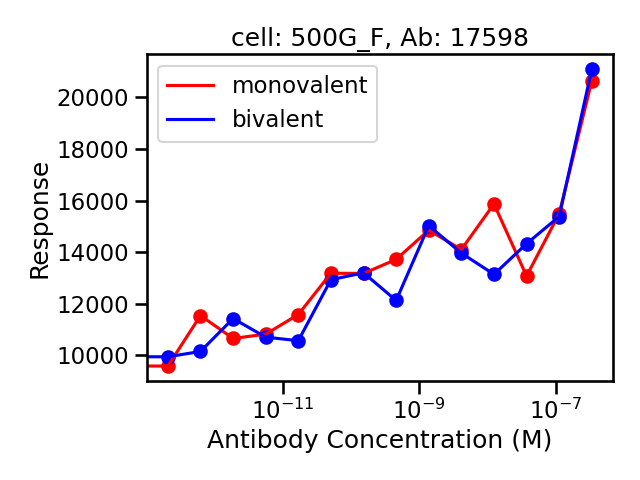 cell: 500G_F, Ab: 17598
monovalent
bivalent
Response
20000
18000
16000
14000
12000
10000
10⁻¹¹ 10⁻⁹ 10⁻⁷
Antibody Concentration (M)